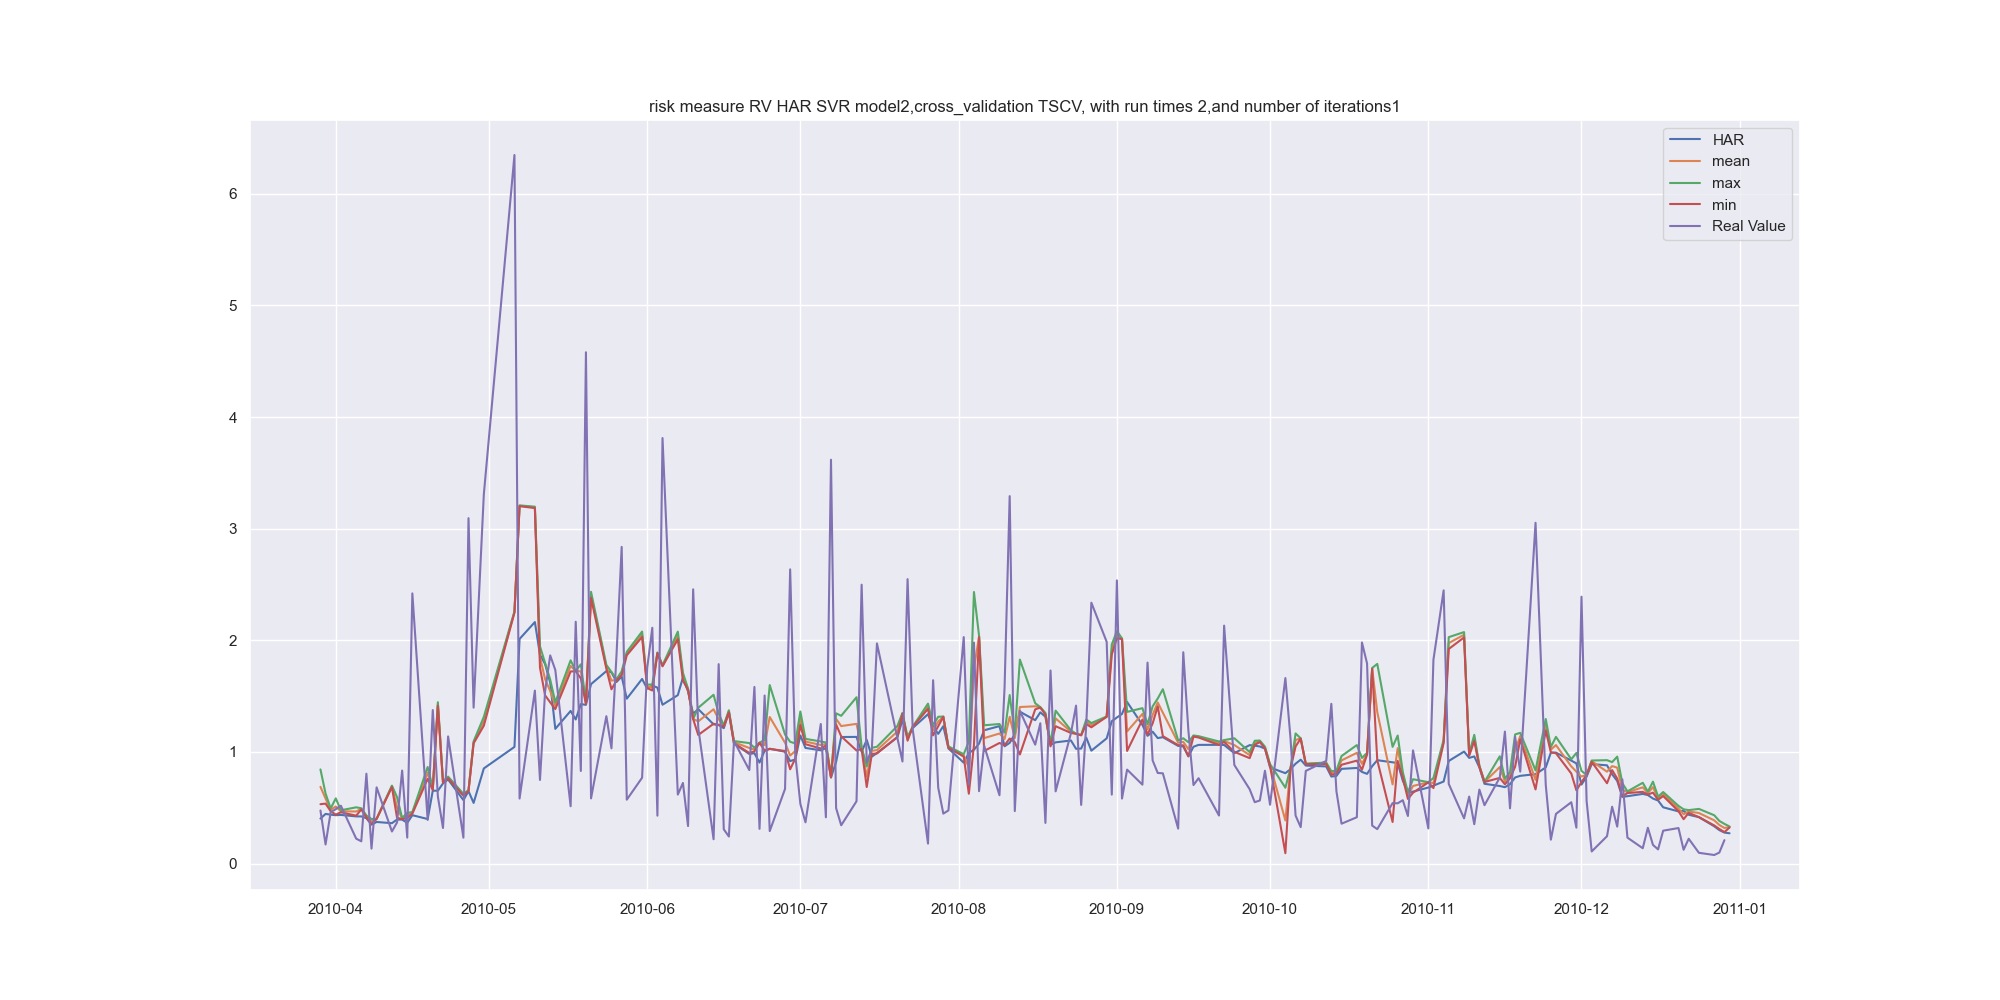 risk measure RV HAR SVR model2,cross_validation TSCV, with run times 2,and number of iterations1
HAR
mean
max
min
Real Value
6
5
4
3
2
1
0
2010-04 2010-05 2010-06 2010-07 2010-08 2010-09 2010-10 2010-11 2010-12 2011-01